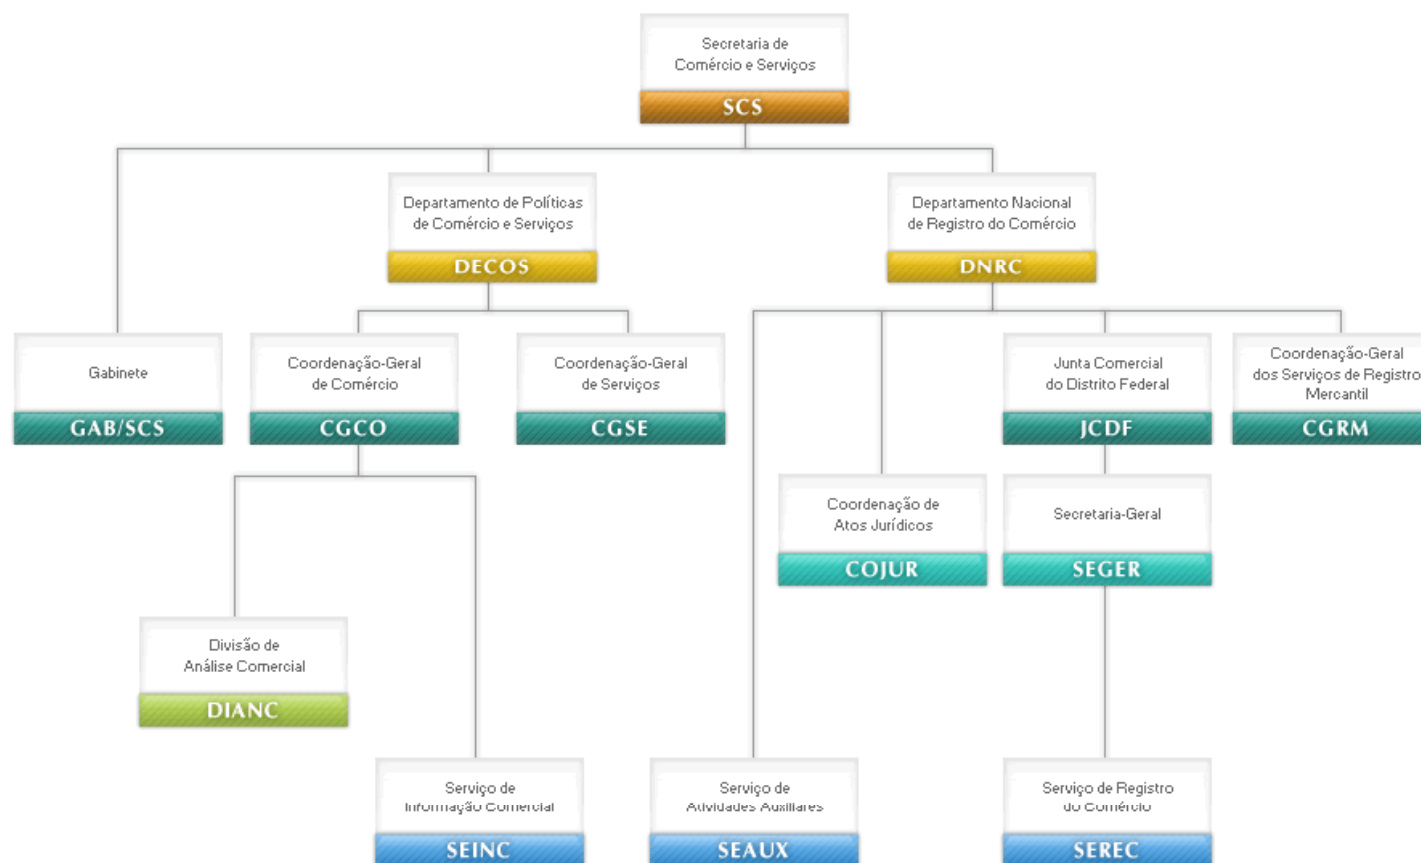 Secretaria de
Comércio e Serviços
SCS
Departamento de Políticas
de Comércio e Serviços
DECOS
Departamento Nacional
de Registro do Comércio
DNRC
Gabinete
GAB/SCS
Coordenação-Geral
de Comércio
CGCO
Coordenação-Geral
de Serviços
CGSE
Junta Comercial
do Distrito Federal
JCDF
Coordenação-Geral
dos Serviços de Registro
Mercantil
CGRM
Coordenação de
Atos Jurídicos
COJUR
Secretaria-Geral
SEGER
Divisão de
Análise Comercial
DIANC
Serviço de
Informação Comercial
SEINC
Serviço de
Atividades Auxiliares
SEAUX
Serviço de Registro
do Comércio
SEREC